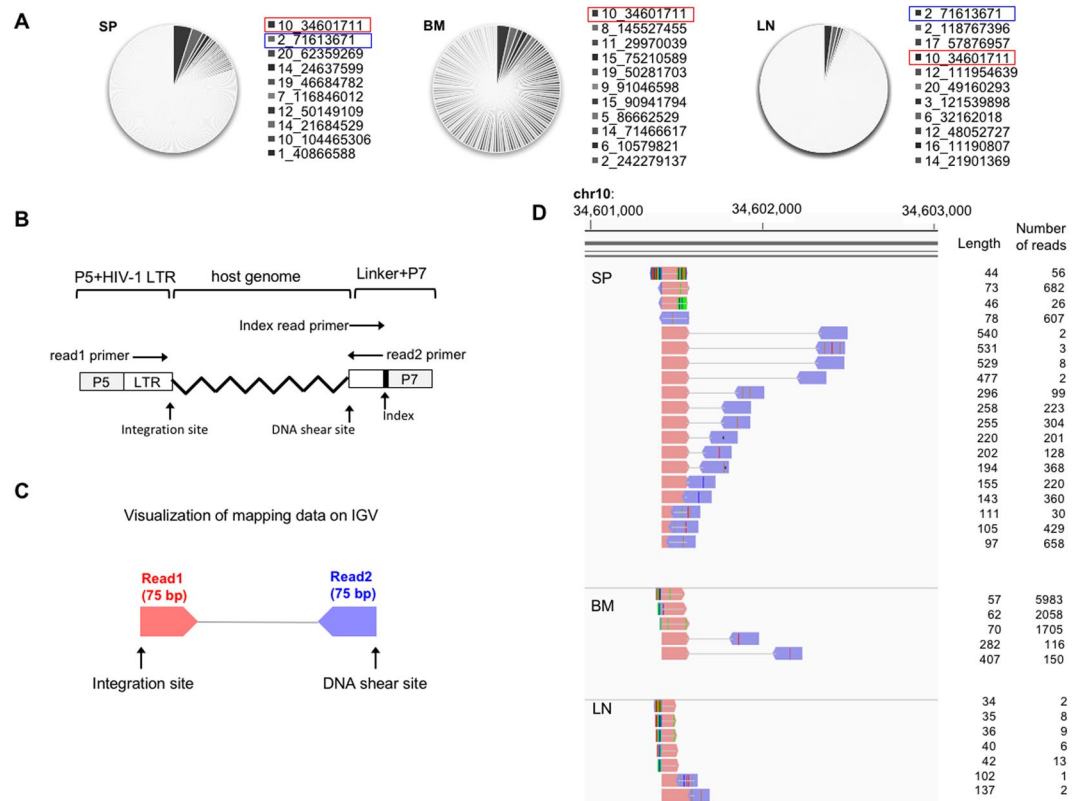 A
SP
10_34601711
2_71613671
20_62359269
14_24637599
19_46684782
7_116846012
12_50149109
14_21684529
10_104465306
1_40866588
BM
10_34601711
8_145527455
11_29970039
15_75210589
19_50281703
9_91046598
15_90941794
5_86662529
14_71466617
6_10579821
2_242279137
LN
2_71613671
2_118767396
17_57876957
10_34601711
12_111954639
20_49160293
3_121539898
6_32162018
12_48052727
16_11190807
14_21901369
B
P5+HIV-1 LTR
host genome
Linker+P7
Index read primer
read1 primer
read2 primer
P5
LTR
P7
Integration site
DNA shear site
Index
C
Visualization of mapping data on IGV
Read1
(75 bp)
Read2
(75 bp)
Integration site
DNA shear site
D
chr10:
34,601,000
34,602,000
34,603,000
Length
Number
of reads
SP
44 56
73 682
46 26
78 607
540 2
531 3
529 8
477 2
296 99
258 223
255 304
220 201
202 128
194 368
155 220
143 360
111 30
105 429
97 658
BM
57 5983
62 2058
70 1705
282 116
407 150
LN
34 2
35 8
36 9
40 6
42 13
102 1
137 2